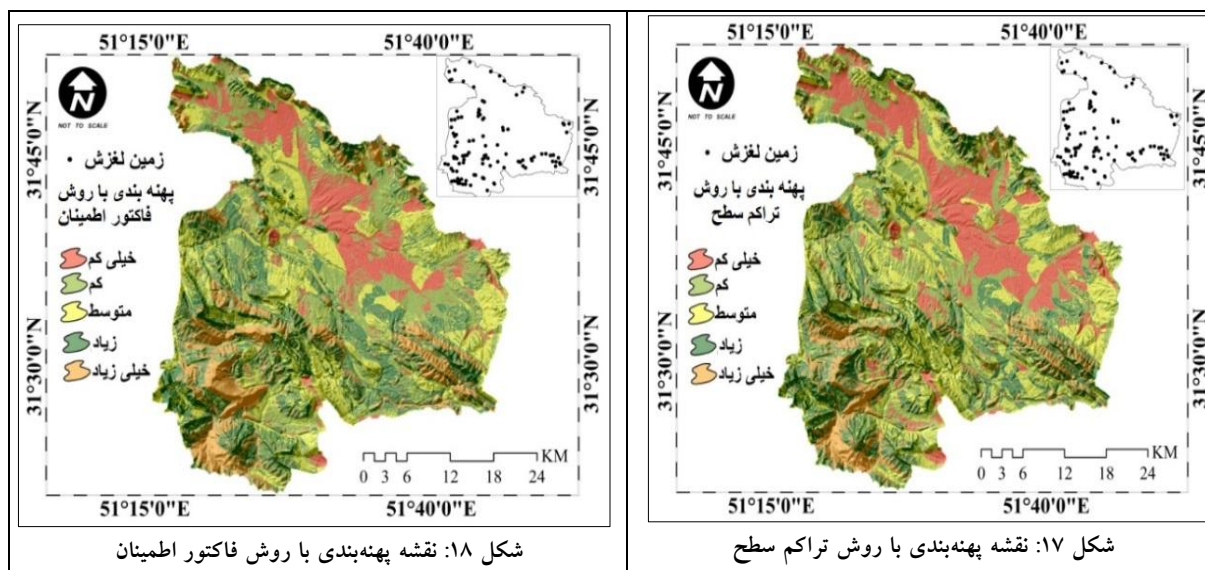 51°15'0"E
51°40'0"E
N
NOT TO SCALE
زمین لغزش
پهنه بندی با روش
تراکم سطح
خیلی کم
کم
متوسط
زیاد
خیلی زیاد
31°45'0"N
31°30'0"N
31°45'0"N
31°30'0"N
KM
0 3 6 12 18 24
51°15'0"E
51°40'0"E
شکل ۱۷: نقشه پهنه‌بندی با روش تراکم سطح
51°15'0"E
51°40'0"E
N
NOT TO SCALE
زمین لغزش
پهنه بندی با روش
فاکتور اطمینان
خیلی کم
کم
متوسط
زیاد
خیلی زیاد
31°45'0"N
31°30'0"N
31°45'0"N
31°30'0"N
KM
0 3 6 12 18 24
51°15'0"E
51°40'0"E
شکل ۱۸: نقشه پهنه‌بندی با روش فاکتور اطمینان